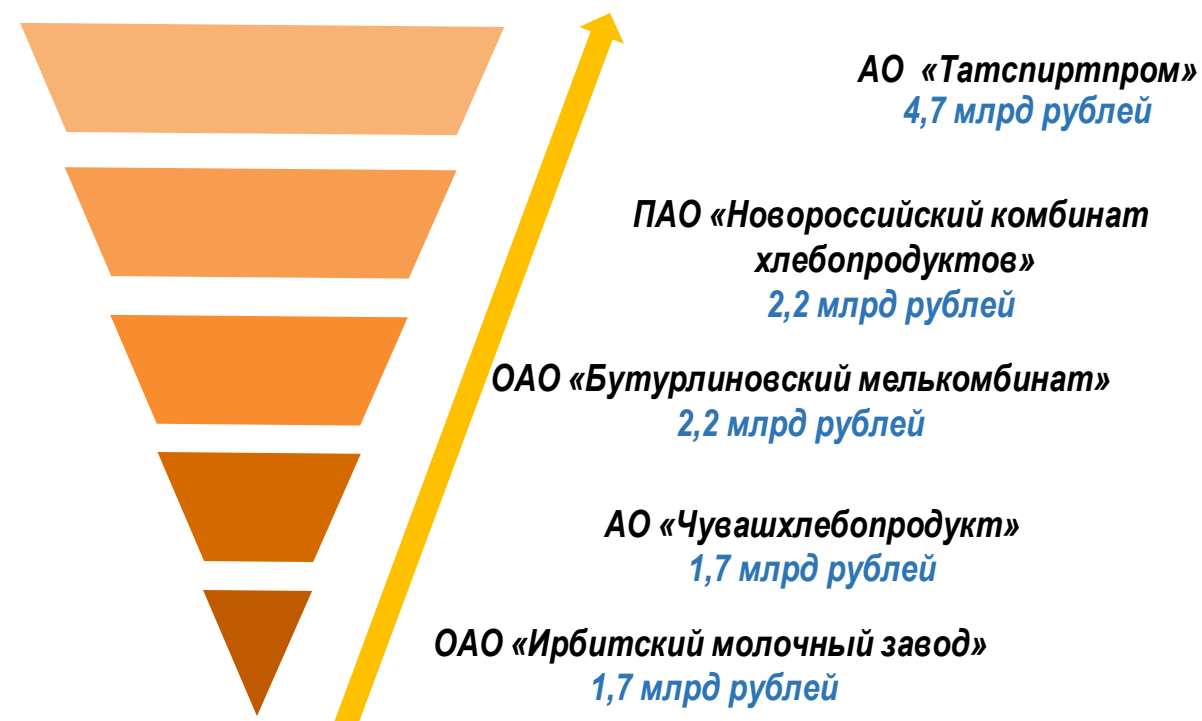 АО «Татспиртпром»
4,7 млрд рублей
ПАО «Новороссийский комбинат
хлебопродуктов»
2,2 млрд рублей
ОАО «Бутурлиновский мелькомбинат»
2,2 млрд рублей
АО «Чувашхлебопродукт»
1,7 млрд рублей
ОАО «Ирбитский молочный завод»
1,7 млрд рублей